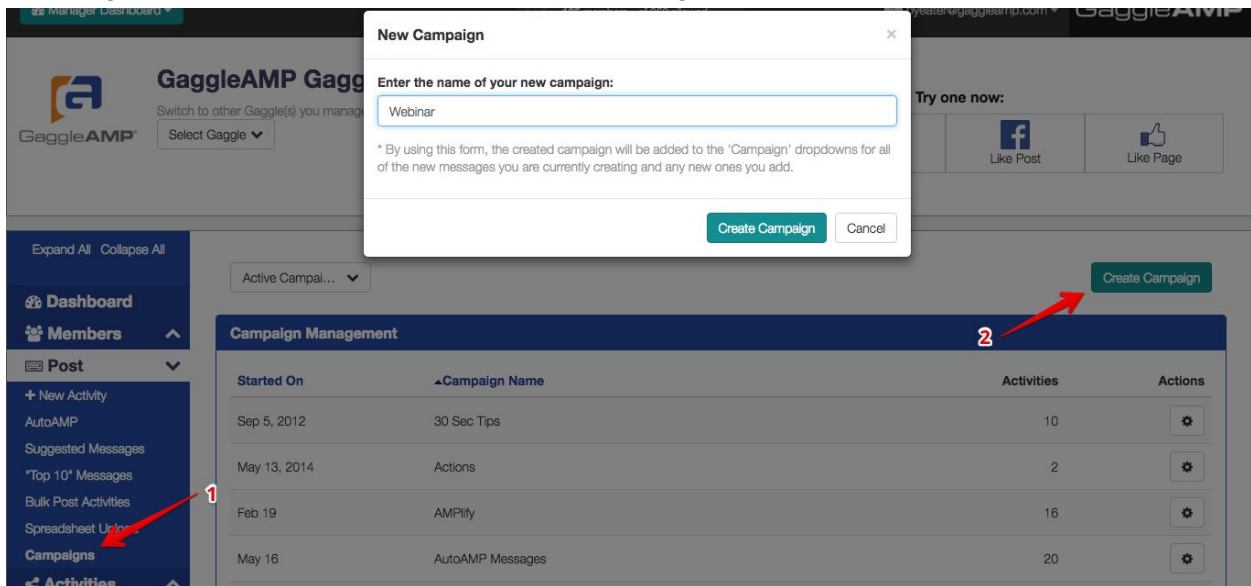 Manager Dashboard
GaggleAMP
New Campaign
×
Enter the name of your new campaign:
Webinar
* By using this form, the created campaign will be added to the 'Campaign' dropdowns for all
of the new messages you are currently creating and any new ones you add.
Create Campaign Cancel
GaggleAMP Gagg
Switch to other Gaggle(s) you manag
Select Gaggle
GaggleAMP
Try one now:
Like Post
Like Page
Expand All Collapse All
Dashboard
Members
Post
+ New Activity
AutoAMP
Suggested Messages
"Top 10" Messages
Bulk Post Activities
Spreadsheet
Campaigns
Activities
1
Active Campai...
Create Campaign
2
Campaign Management
Started On Campaign Name Activities Actions
Sep 5, 2012 30 Sec Tips 10
May 13, 2014 Actions 2
Feb 19 AMPlify 16
May 16 AutoAMP Messages 20